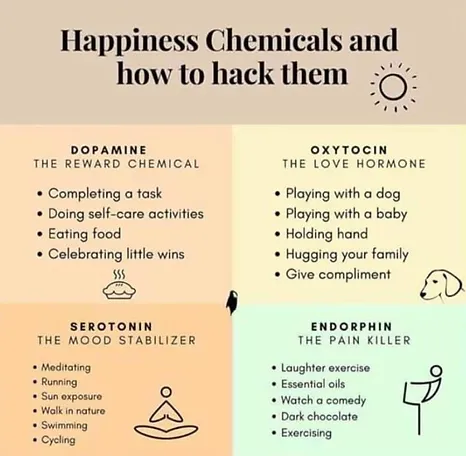 Happiness Chemicals and
how to hack them
DOPAMINE
THE REWARD CHEMICAL
• Completing a task
• Doing self-care activities
• Eating food
• Celebrating little wins
OXYTOCIN
THE LOVE HORMONE
• Playing with a dog
• Playing with a baby
• Holding hand
• Hugging your family
• Give compliment
SEROTONIN
THE MOOD STABILIZER
• Meditating
• Running
• Sun exposure
• Walk in nature
• Swimming
• Cycling
ENDORPHIN
THE PAIN KILLER
• Laughter exercise
• Essential oils
• Watch a comedy
• Dark chocolate
• Exercising